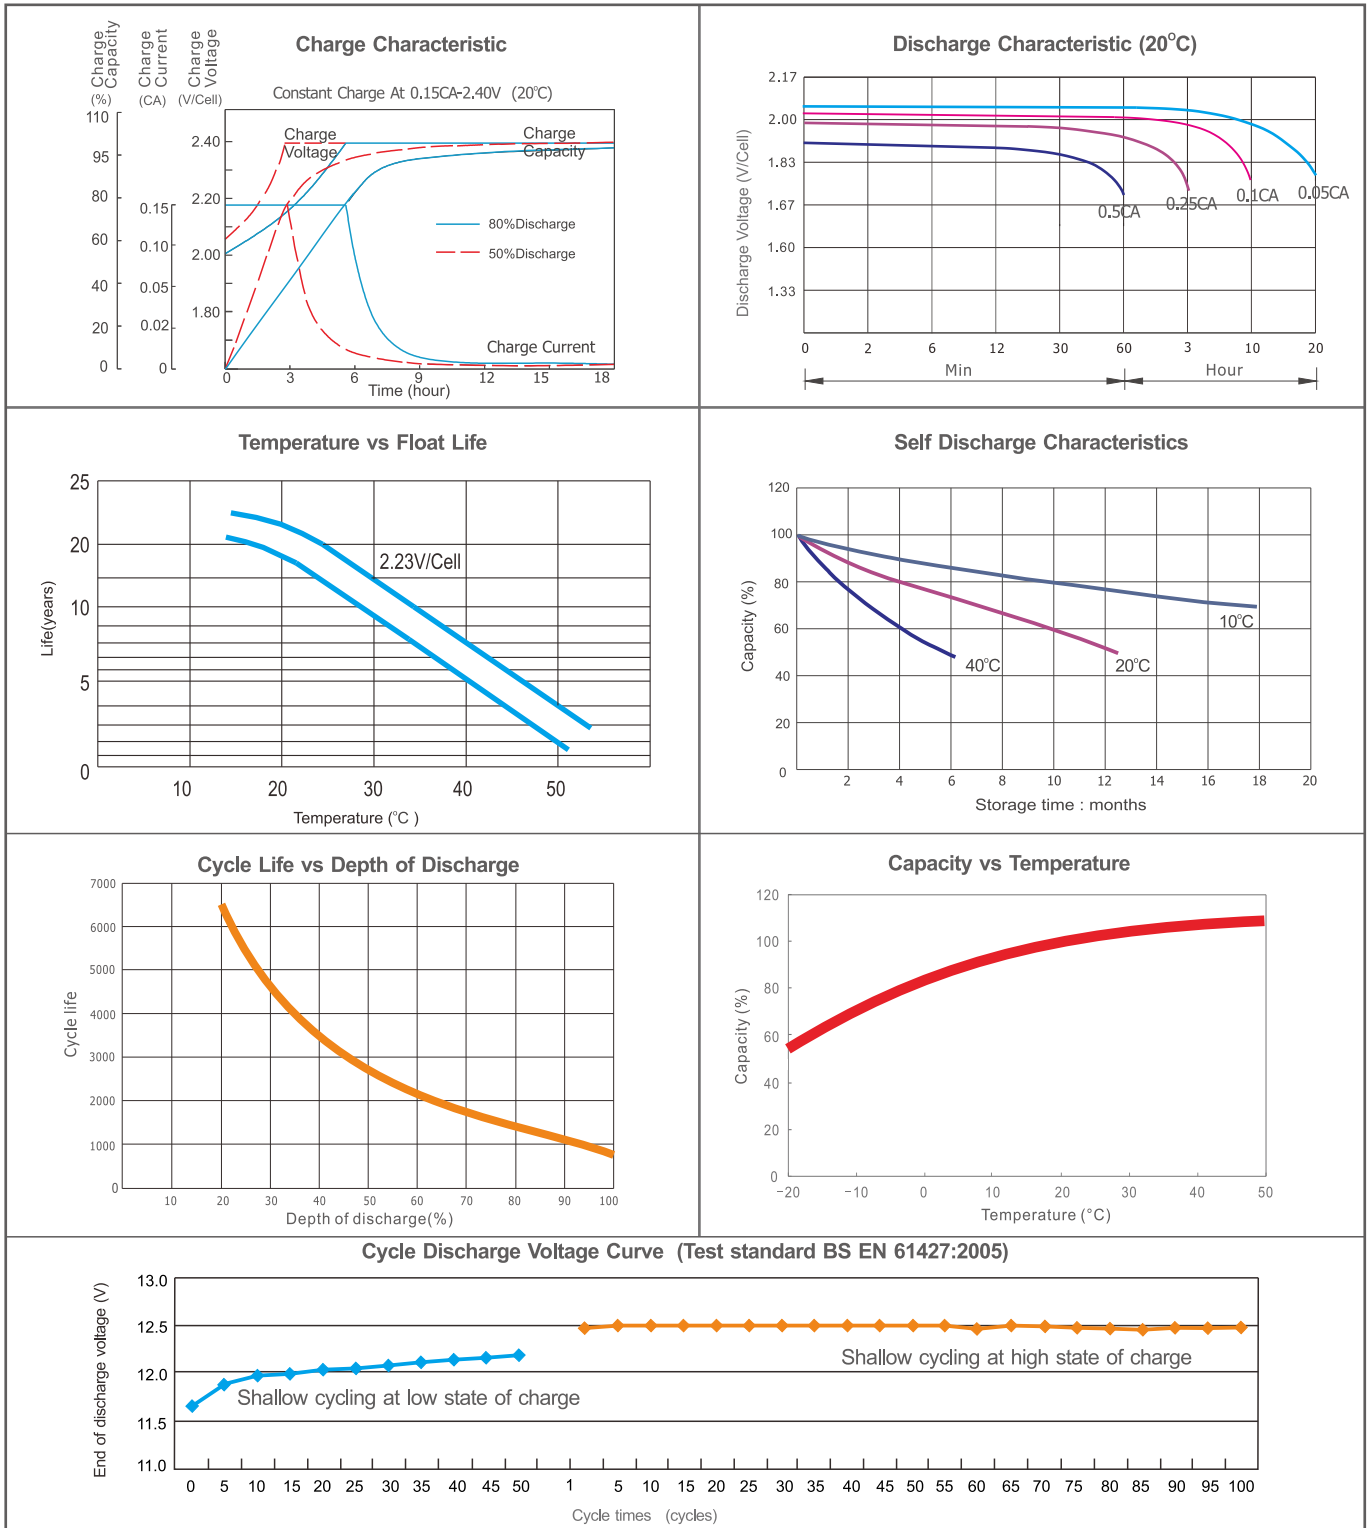 Charge Characteristic
Charge Capacity
Charge Current
Charge Voltage
(%) (CA) (V/Cell)
Constant Charge At 0.15CA-2.40V (20°C)
110
95
80
60
40
20
0
0.15
0.10
0.05
0.02
0
2.40
2.20
2.00
1.80
Charge Voltage
Charge Capacity
80%Discharge
50%Discharge
Charge Current
0 3 6 9 12 15 18
Time (hour)
Discharge Characteristic (20°C)
Discharge Voltage (V/Cell)
2.17
2.00
1.83
1.67
1.60
1.33
0.5CA 0.25CA 0.1CA 0.05CA
0 2 6 12 30 60 3 10 20
Min Hour
Temperature vs Float Life
Life(years)
25
20
10
5
0
2.23V/Cell
10 20 30 40 50
Temperature (°C )
Self Discharge Characteristics
Capacity (%)
120
100
80
60
40
20
0
10°C
40°C 20°C
2 4 6 8 10 12 14 16 18 20
Storage time : months
Cycle Life vs Depth of Discharge
Cycle life
7000
6000
5000
4000
3000
2000
1000
0
10 20 30 40 50 60 70 80 90 100
Depth of discharge(%)
Capacity vs Temperature
Capacity (%)
120
100
80
60
40
20
0
−20 −10 0 10 20 30 40 50
Temperature (°C)
Cycle Discharge Voltage Curve (Test standard BS EN 61427:2005)
End of discharge voltage (V)
13.0
12.5
12.0
11.5
11.0
Shallow cycling at high state of charge
Shallow cycling at low state of charge
0 5 10 15 20 25 30 35 40 45 50 1 5 10 15 20 25 30 35 40 45 50 55 60 65 70 75 80 85 90 95 100
Cycle times (cycles)